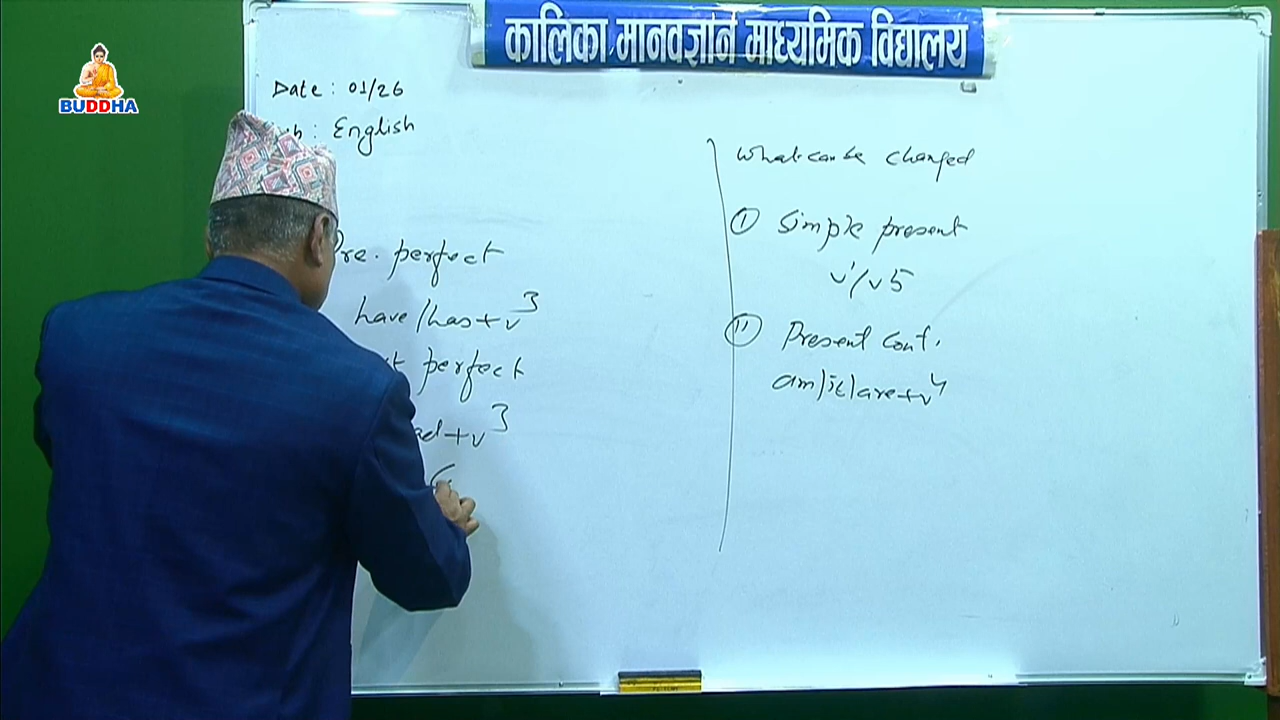 कालिका मानवज्ञान माध्यमिक विद्यालय
BUDDHA
Date : 01/26
: English
Pre. perfect
have/has+v3
perfect
+v3
What can be changed
(i) Simple present
v1/v5
(ii) Present cont.
am/is/are+v4